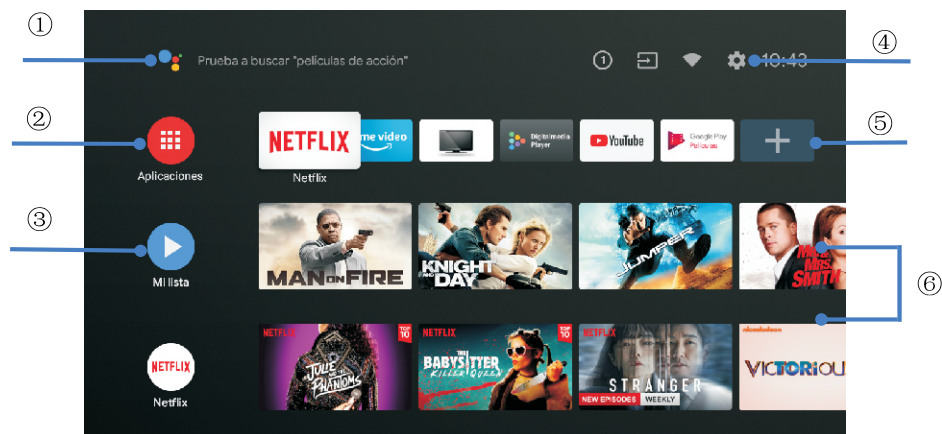 ①
④
Prueba a buscar "películas de acción"
1
10:43
②
⑤
NETFLIX
me video
Digitalmedia
Player
YouTube
Google Play
Películas
Aplicaciones
Netflix
③
MAN ON FIRE
KNIGHT
AND
DAY
JUMPER
MR.
MRS.
SMITH
Mi lista
⑥
NETFLIX
TOP
10
JULIE
AND THE
PHANTOMS
NETFLIX
TOP
10
THE
BABYSITTER
KILLER QUEEN
NETFLIX
STRANGER
NEW EPISODES WEEKLY
nickelodeon
VICTORiOU
NETFLIX
Netflix